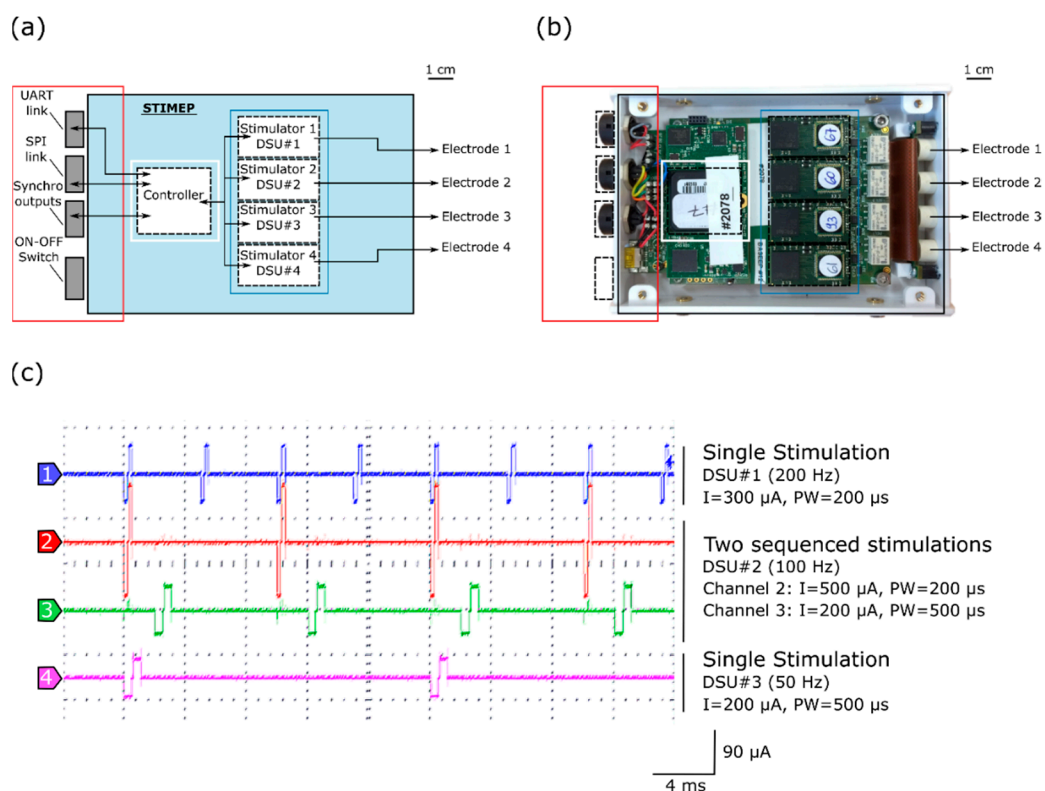 (a)
(b)
1 cm
1 cm
UART
link
SPI
link
Synchro
outputs
ON-OFF
Switch
STIMEP
Controller
Stimulator 1
DSU#1
Stimulator 2
DSU#2
Stimulator 3
DSU#3
Stimulator 4
DSU#4
Electrode 1
Electrode 2
Electrode 3
Electrode 4
#2078
67
60
93
61
Electrode 1
Electrode 2
Electrode 3
Electrode 4
(c)
1
2
3
4
Single Stimulation
DSU#1 (200 Hz)
I=300 µA, PW=200 µs
Two sequenced stimulations
DSU#2 (100 Hz)
Channel 2: I=500 µA, PW=200 µs
Channel 3: I=200 µA, PW=500 µs
Single Stimulation
DSU#3 (50 Hz)
I=200 µA, PW=500 µs
90 µA
4 ms